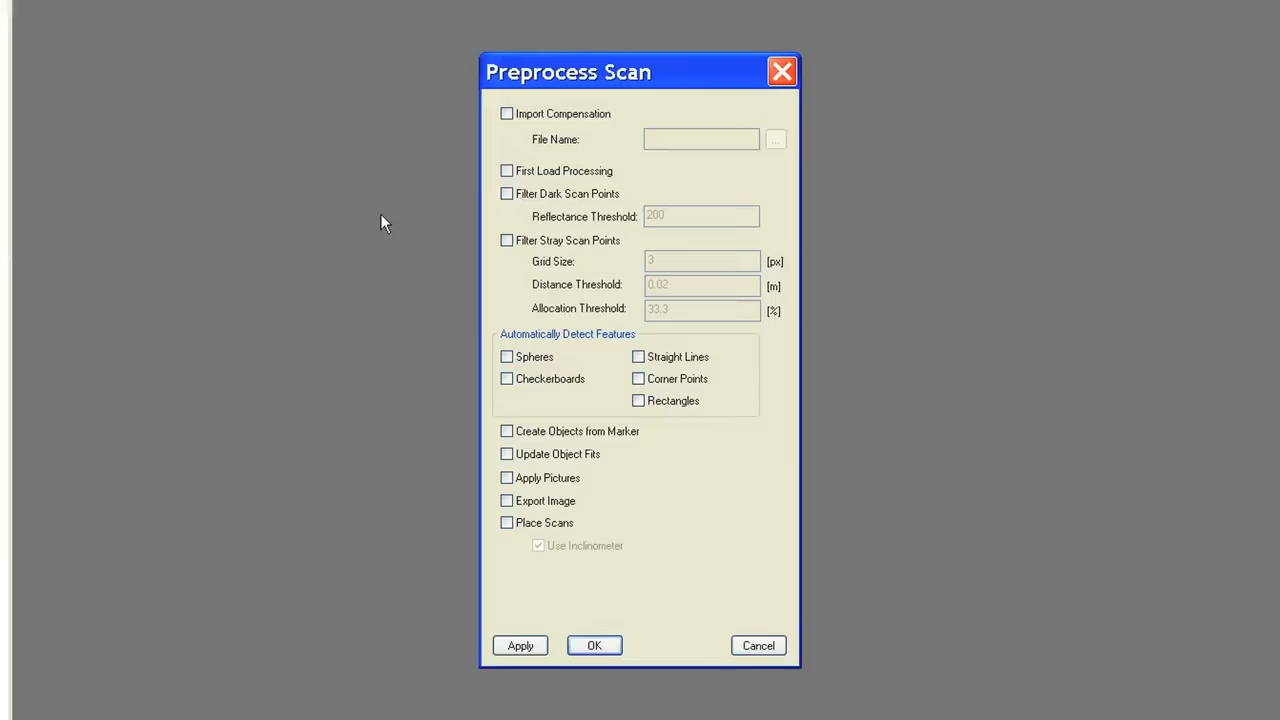 Preprocess Scan
Import Compensation
File Name:
...
First Load Processing
Filter Dark Scan Points
Reflectance Threshold: 200
Filter Stray Scan Points
Grid Size: 3 [px]
Distance Threshold: 0.02 [m]
Allocation Threshold: 33.3 [%]
Automatically Detect Features
Spheres Straight Lines
Checkerboards Corner Points
Rectangles
Create Objects from Marker
Update Object Fits
Apply Pictures
Export Image
Place Scans
Use Inclinometer
Apply OK Cancel